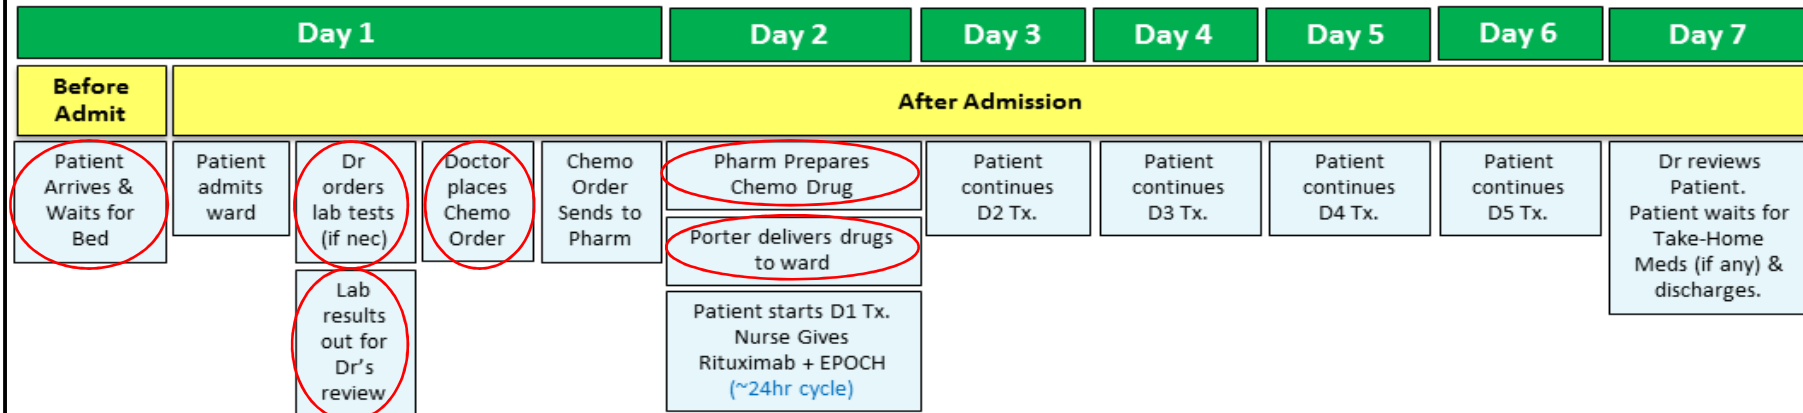 Day 1
Day 2
Day 3
Day 4
Day 5
Day 6
Day 7
Before
Admit
After Admission
Patient
Arrives &
Waits for
Bed
Patient
admits
ward
Dr
orders
lab tests
(if nec)
Lab
results
out for
Dr's
review
Doctor
places
Chemo
Order
Chemo
Order
Sends to
Pharm
Pharm Prepares
Chemo Drug
Porter delivers drugs
to ward
Patient starts D1 Tx.
Nurse Gives
Rituximab + EPOCH
(~24hr cycle)
Patient
continues
D2 Tx.
Patient
continues
D3 Tx.
Patient
continues
D4 Tx.
Patient
continues
D5 Tx.
Dr reviews
Patient.
Patient waits for
Take-Home
Meds (if any) &
discharges.